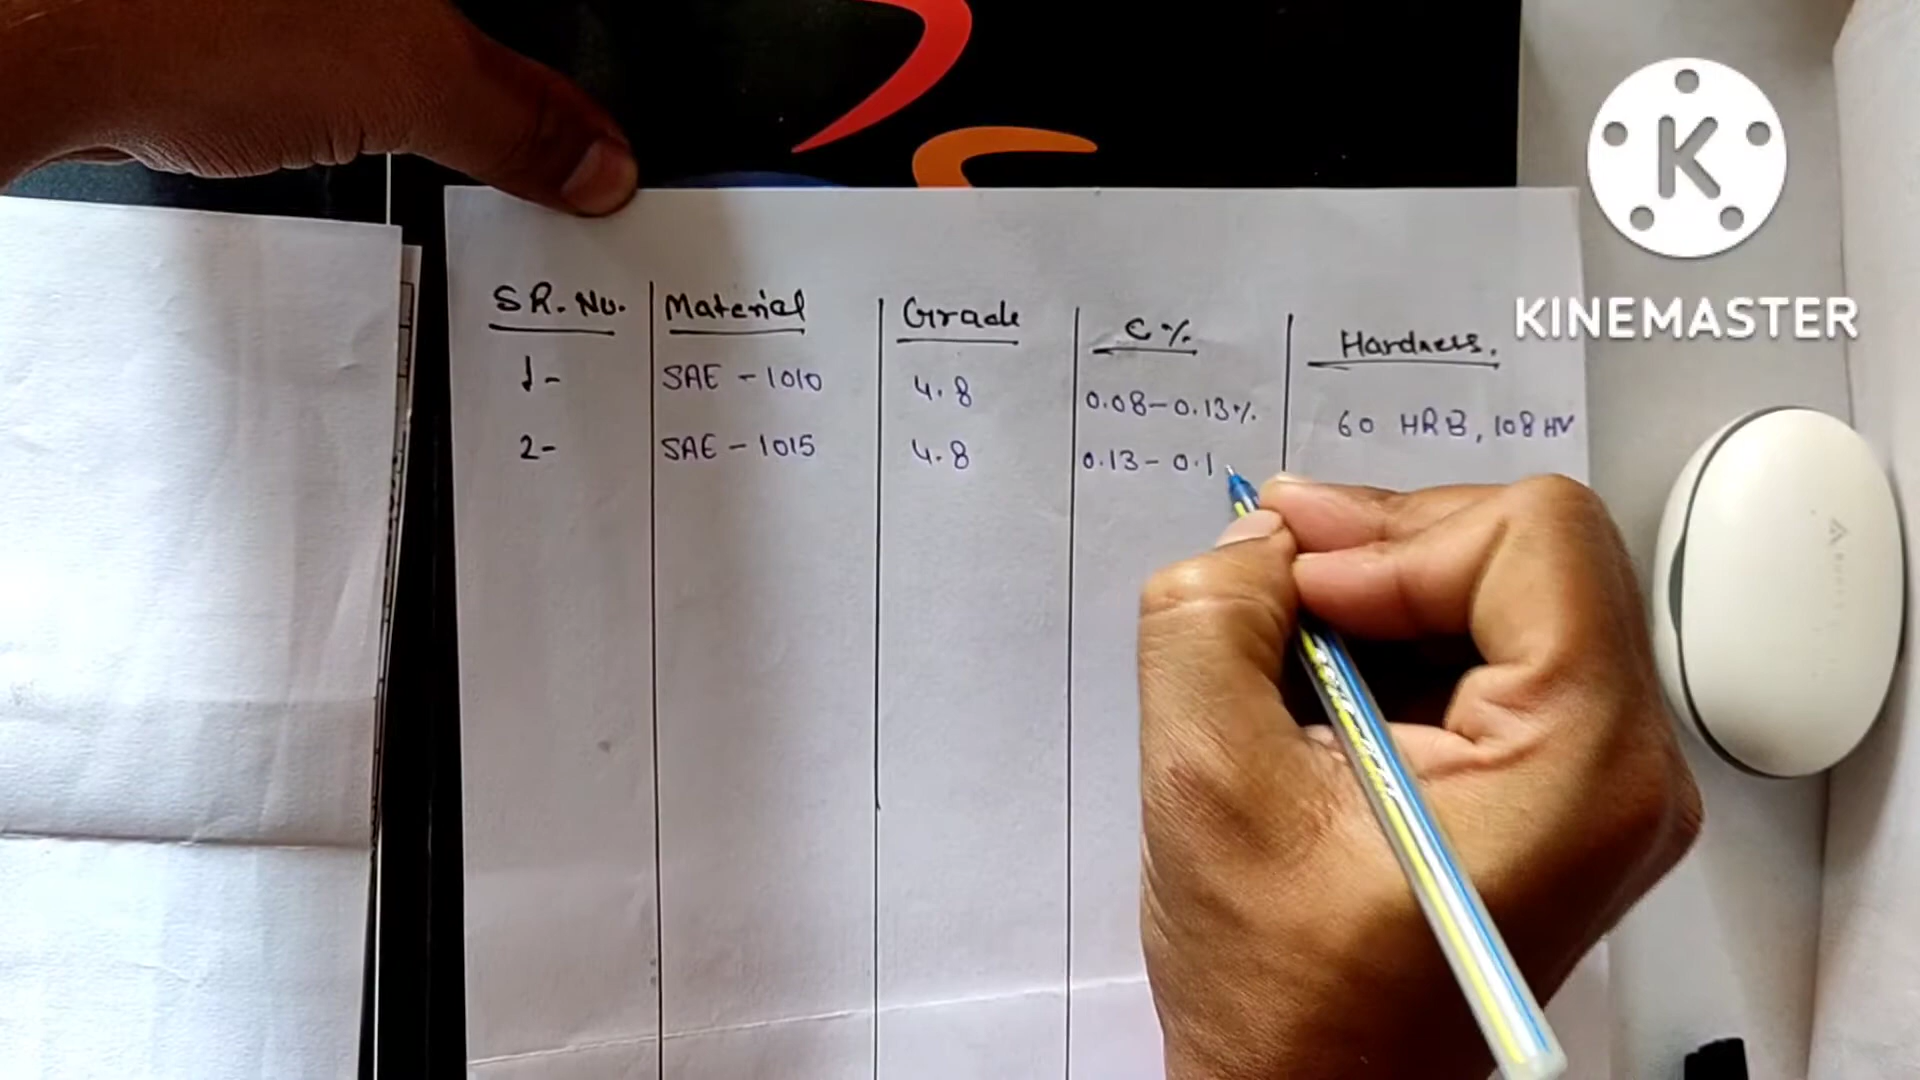 K
KINEMASTER
SR. No. Material Grade C% Hardness.
1- SAE - 1010 4.8 0.08-0.13% 60 HRB, 108 HV
2- SAE - 1015 4.8 0.13 - 0.1